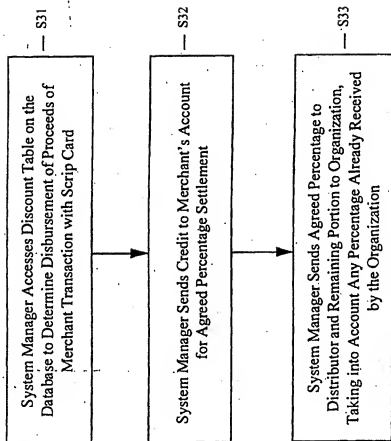 System Manager Accesses Discount Table on the
Database to Determine Disbursement of Proceeds of
Merchant Transaction with Scrip Card
S31
System Manager Sends Credit to Merchant's Account
for Agreed Percentage Settlement
S32
System Manager Sends Agreed Percentage to
Distributor and Remaining Portion to Organization,
Taking into Account Any Percentage Already Received
by the Organization
S33